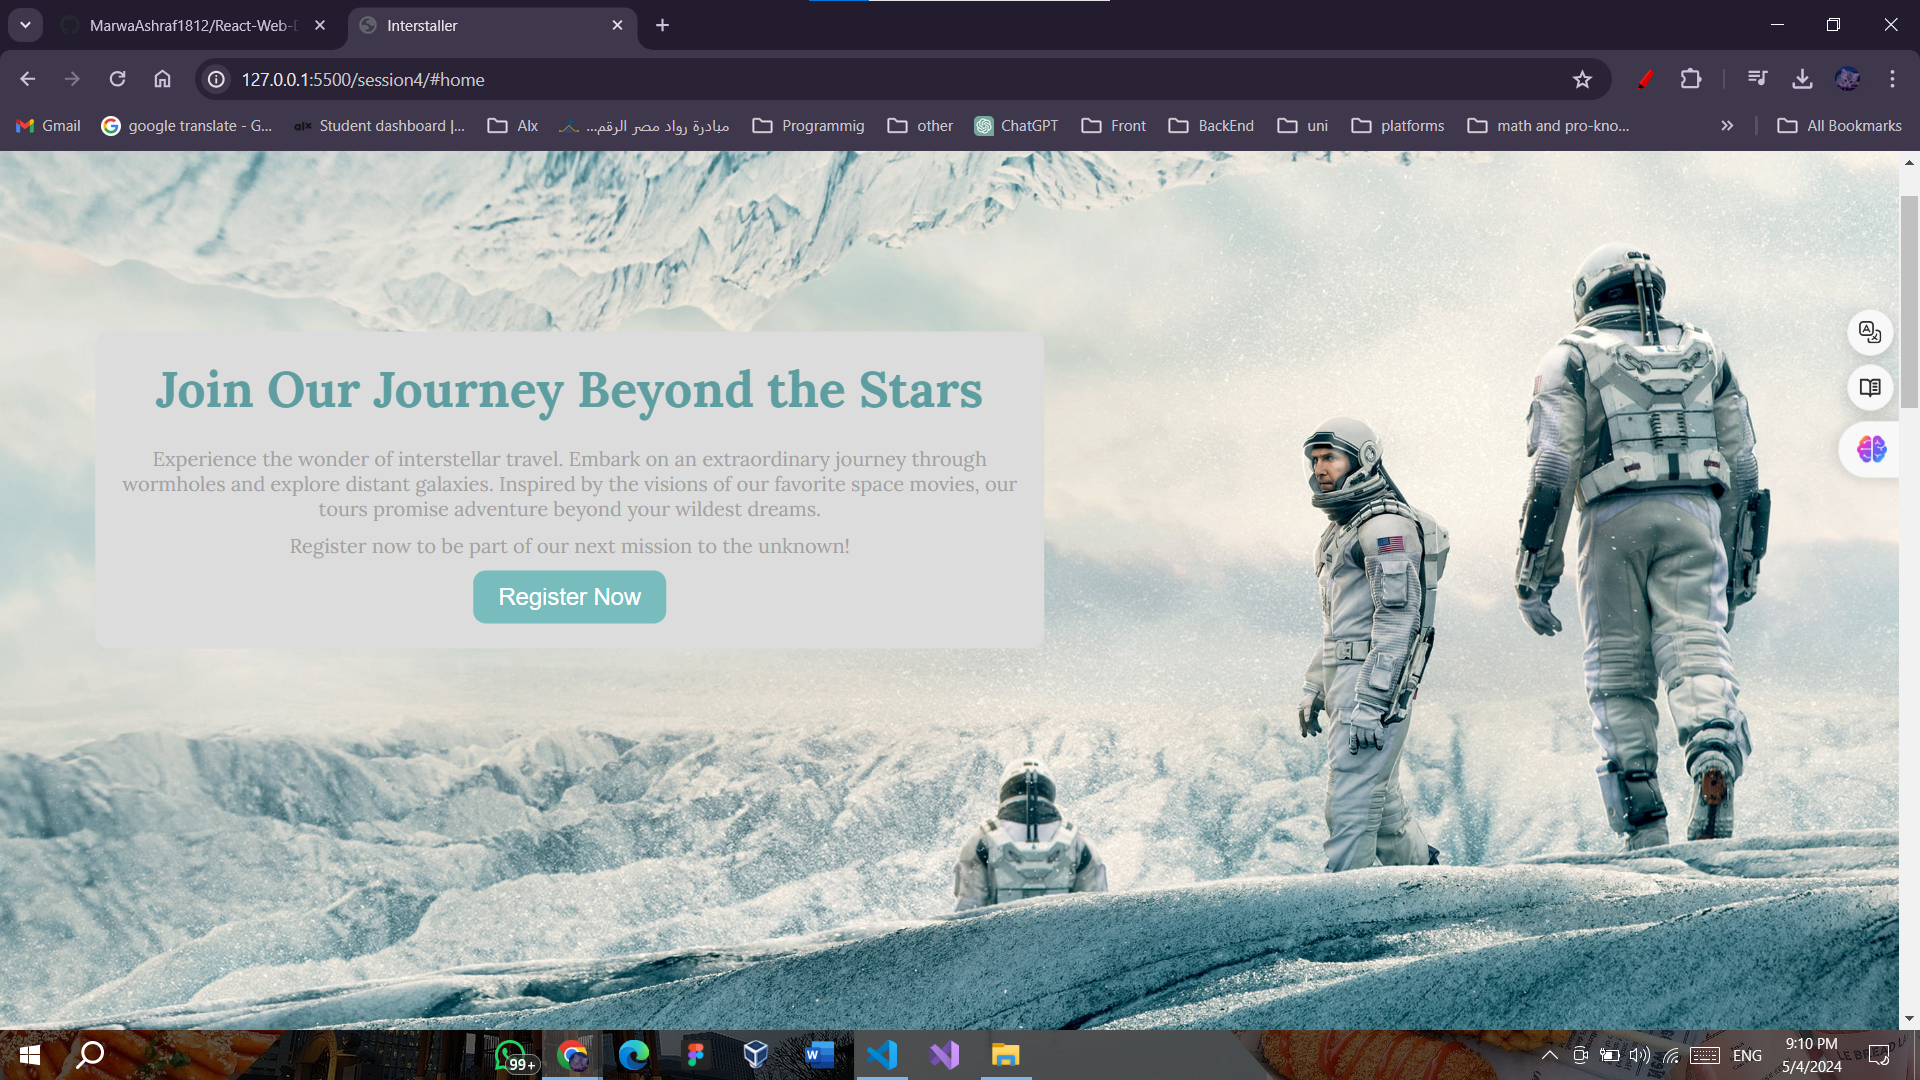 MarwaAshraf1812/React-Web-D
Interstaller
127.0.0.1:5500/session4/#home
Gmail
google translate - G...
alx
Student dashboard |...
Alx
مبادرة رواد مصر الرقم...
Programmig
other
ChatGPT
Front
BackEnd
uni
platforms
math and pro-kno...
All Bookmarks
Join Our Journey Beyond the Stars
Experience the wonder of interstellar travel. Embark on an extraordinary journey through
wormholes and explore distant galaxies. Inspired by the visions of our favorite space movies, our
tours promise adventure beyond your wildest dreams.
Register now to be part of our next mission to the unknown!
Register Now
99+
ENG
9:10 PM
5/4/2024